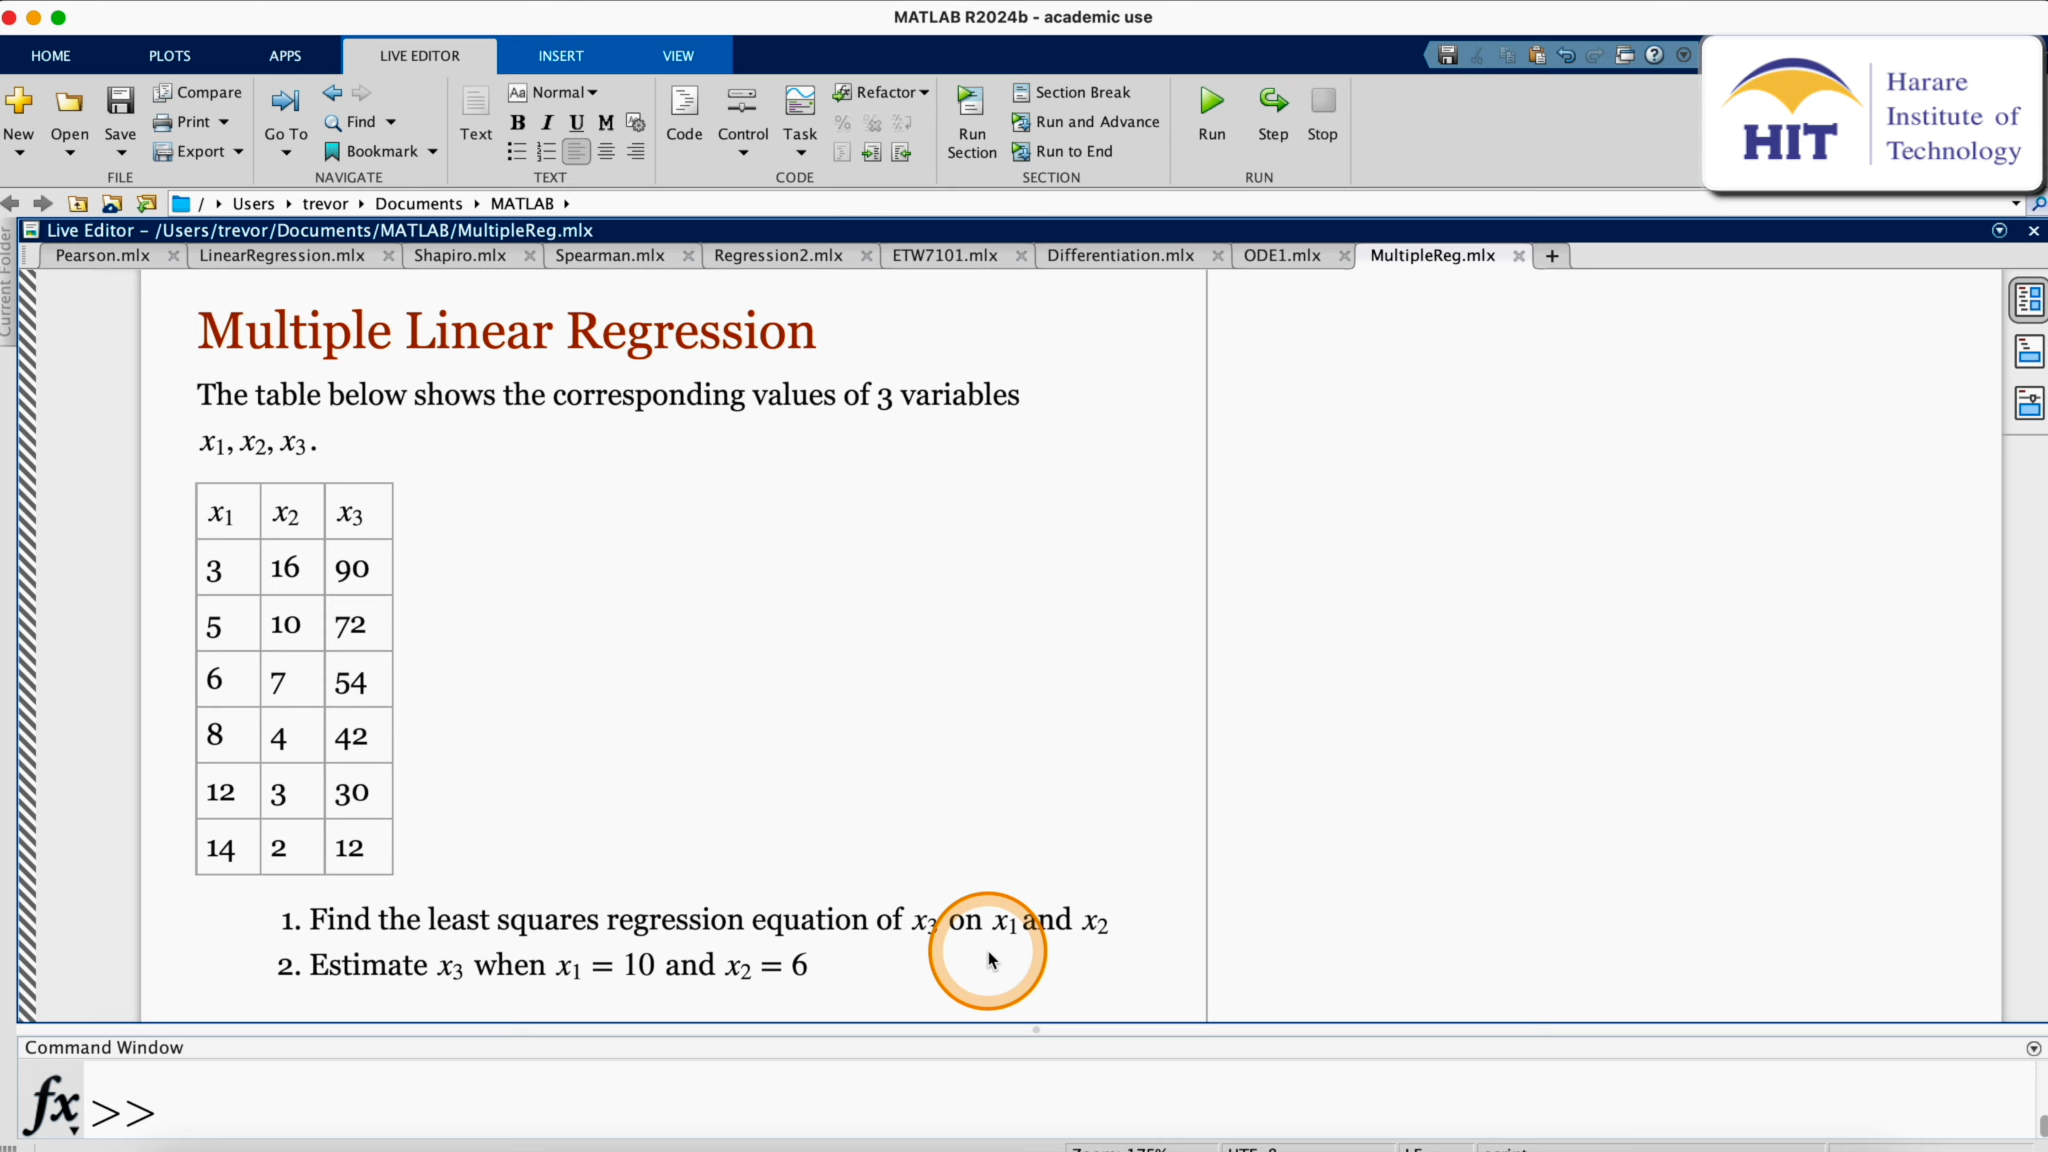 MATLAB R2024b - academic use
HOME PLOTS APPS LIVE EDITOR INSERT VIEW
New Open Save Compare Print Export FILE
Go To Find Bookmark NAVIGATE
Text Aa Normal B I U M TEXT
Code Control Task Refactor CODE
Run Section Section Break Run and Advance Run to End SECTION
Run Step Stop RUN
HIT Harare Institute of Technology
/ Users trevor Documents MATLAB
Current Folder
Live Editor – /Users/trevor/Documents/MATLAB/MultipleReg.mlx
Pearson.mlx LinearRegression.mlx Shapiro.mlx Spearman.mlx Regression2.mlx ETW7101.mlx Differentiation.mlx ODE1.mlx MultipleReg.mlx +
Multiple Linear Regression
The table below shows the corresponding values of 3 variables
x₁, x₂, x₃.
x₁ x₂ x₃
3 16 90
5 10 72
6 7 54
8 4 42
12 3 30
14 2 12
1. Find the least squares regression equation of x₃ on x₁ and x₂
2. Estimate x₃ when x₁ = 10 and x₂ = 6
Command Window
fx >>